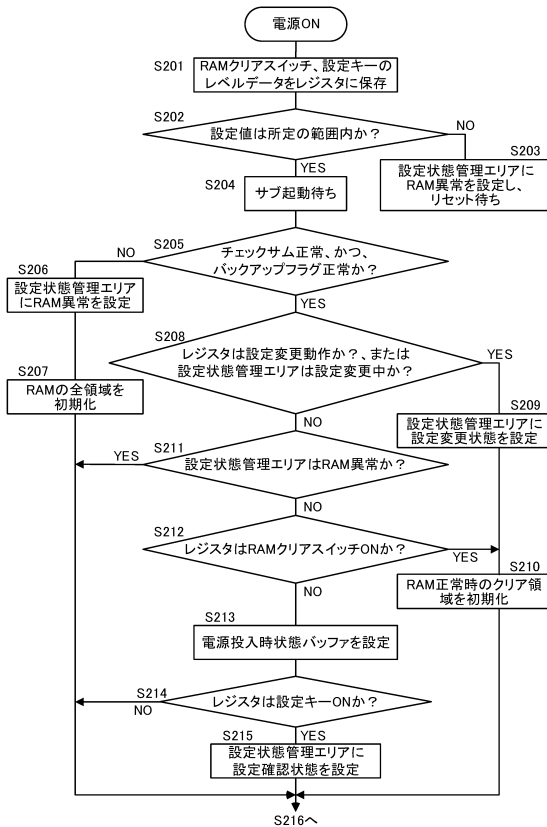 電源ON
S201
RAMクリアスイッチ、設定キーの
レベルデータをレジスタに保存
S202
設定値は所定の範囲内か？
NO
S203
設定状態管理エリアに
RAM異常を設定し、
リセット待ち
YES
S204
サブ起動待ち
S205
チェックサム正常、かつ、
バックアップフラグ正常か？
NO
S206
設定状態管理エリア
にRAM異常を設定
YES
S207
RAMの全領域を
初期化
S208
レジスタは設定変更動作か？、または
設定状態管理エリアは設定変更中か？
YES
S209
設定状態管理エリアに
設定変更状態を設定
NO
S211
設定状態管理エリアはRAM異常か？
YES
NO
S212
レジスタはRAMクリアスイッチONか？
YES
S210
RAM正常時のクリア領
域を初期化
NO
S213
電源投入時状態バッファを設定
S214
レジスタは設定キーONか？
NO
YES
S215
設定状態管理エリアに
設定確認状態を設定
S216へ